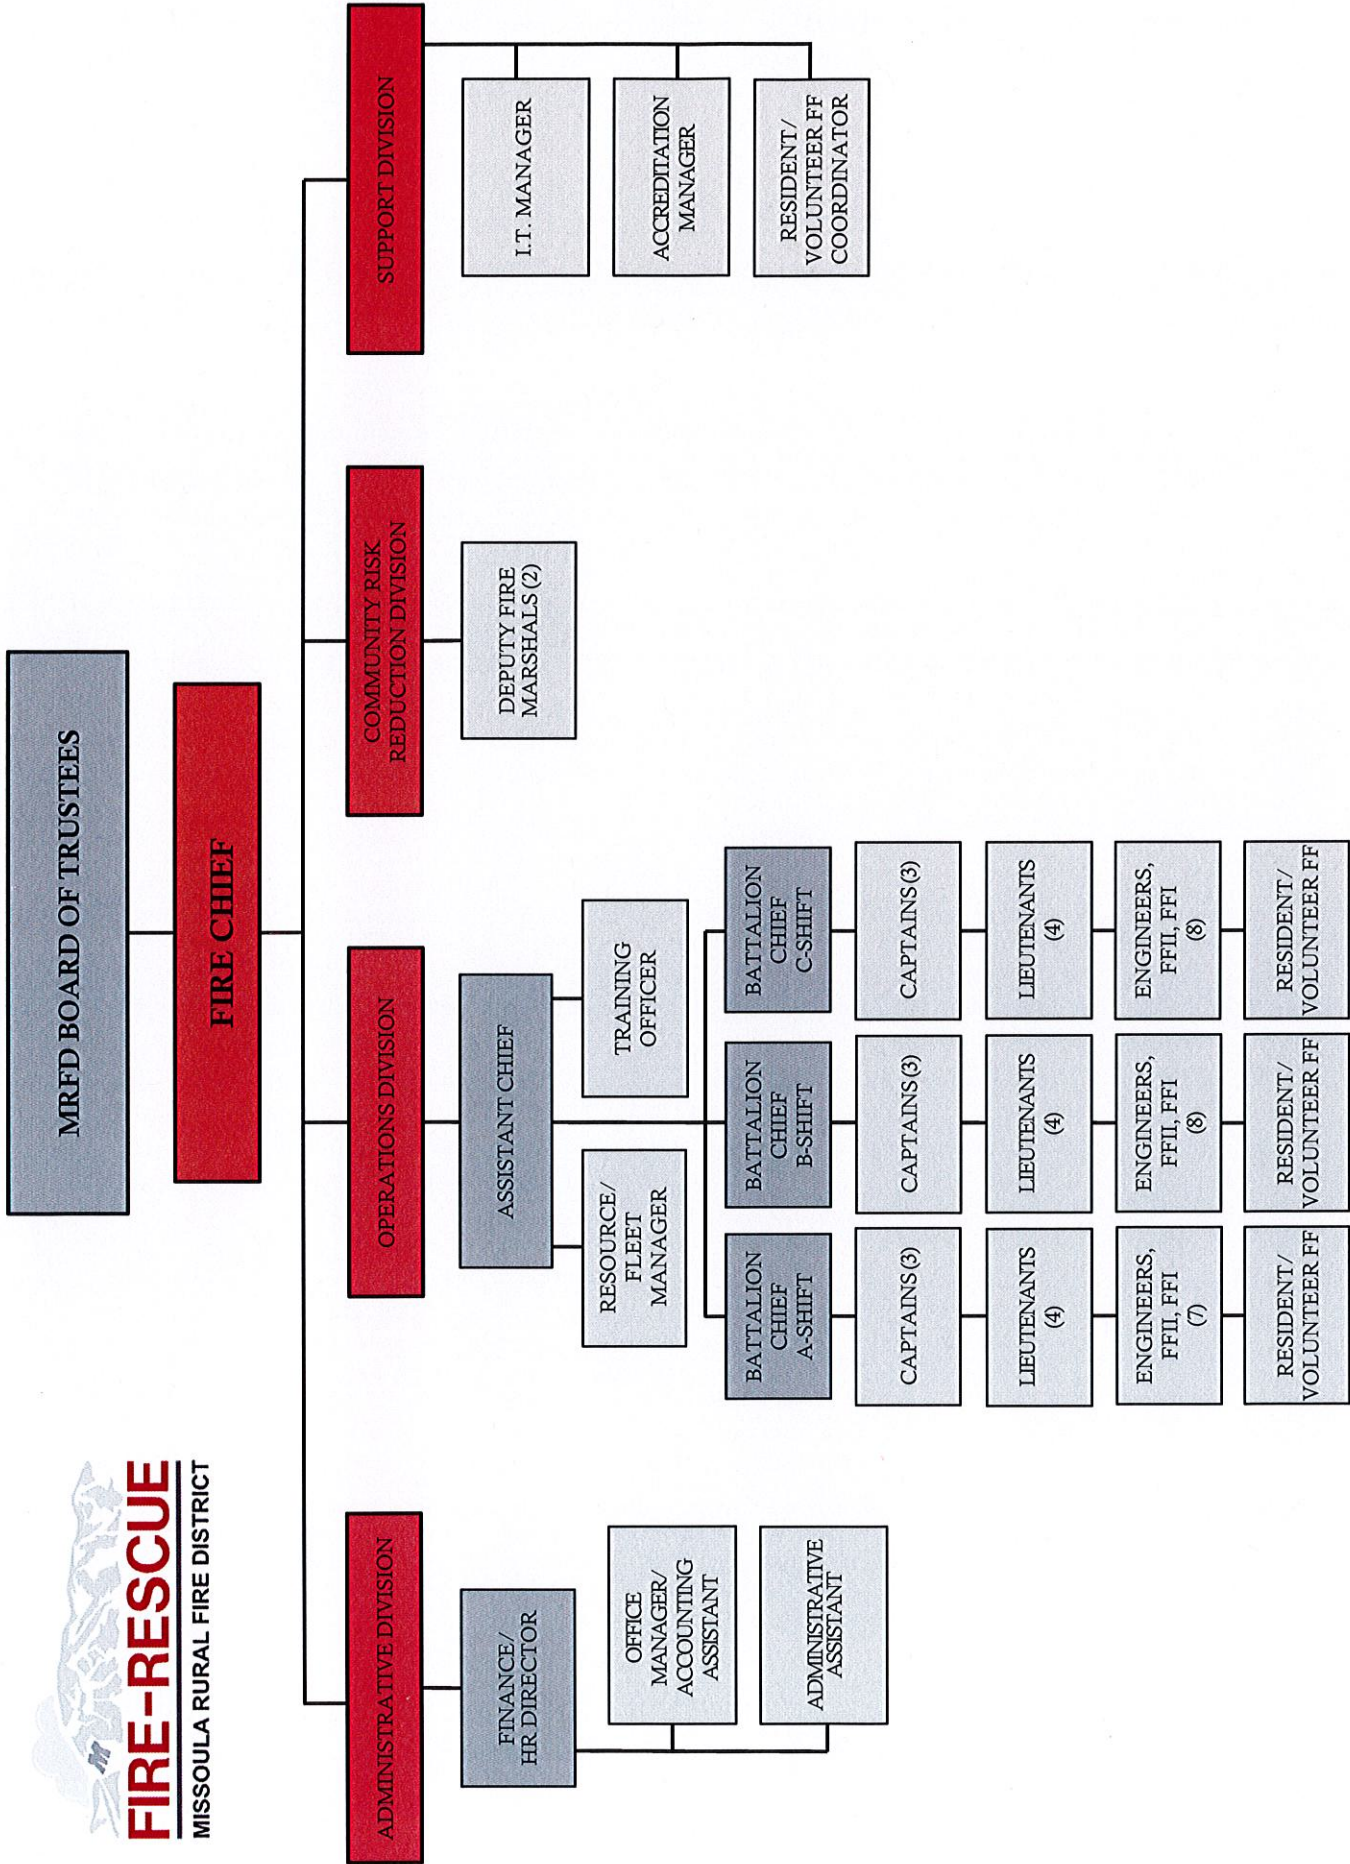 FIRE-RESCUE
MISSOULA RURAL FIRE DISTRICT
MRFD BOARD OF TRUSTEES
FIRE CHIEF
ADMINISTRATIVE DIVISION
FINANCE/
HR DIRECTOR
OFFICE
MANAGER/
ACCOUNTING
ASSISTANT
ADMINISTRATIVE
ASSISTANT
OPERATIONS DIVISION
ASSISTANT CHIEF
RESOURCE/
FLEET
MANAGER
TRAINING
OFFICER
BATTALION
CHIEF
A-SHIFT
CAPTAINS (3)
LIEUTENANTS
(4)
ENGINEERS,
FFII, FFI
(7)
RESIDENT/
VOLUNTEER FF
BATTALION
CHIEF
B-SHIFT
CAPTAINS (3)
LIEUTENANTS
(4)
ENGINEERS,
FFII, FFI
(8)
RESIDENT/
VOLUNTEER FF
BATTALION
CHIEF
C-SHIFT
CAPTAINS (3)
LIEUTENANTS
(4)
ENGINEERS,
FFII, FFI
(8)
RESIDENT/
VOLUNTEER FF
COMMUNITY RISK
REDUCTION DIVISION
DEPUTY FIRE
MARSHALS (2)
SUPPORT DIVISION
I.T. MANAGER
ACCREDITATION
MANAGER
RESIDENT/
VOLUNTEER FF
COORDINATOR